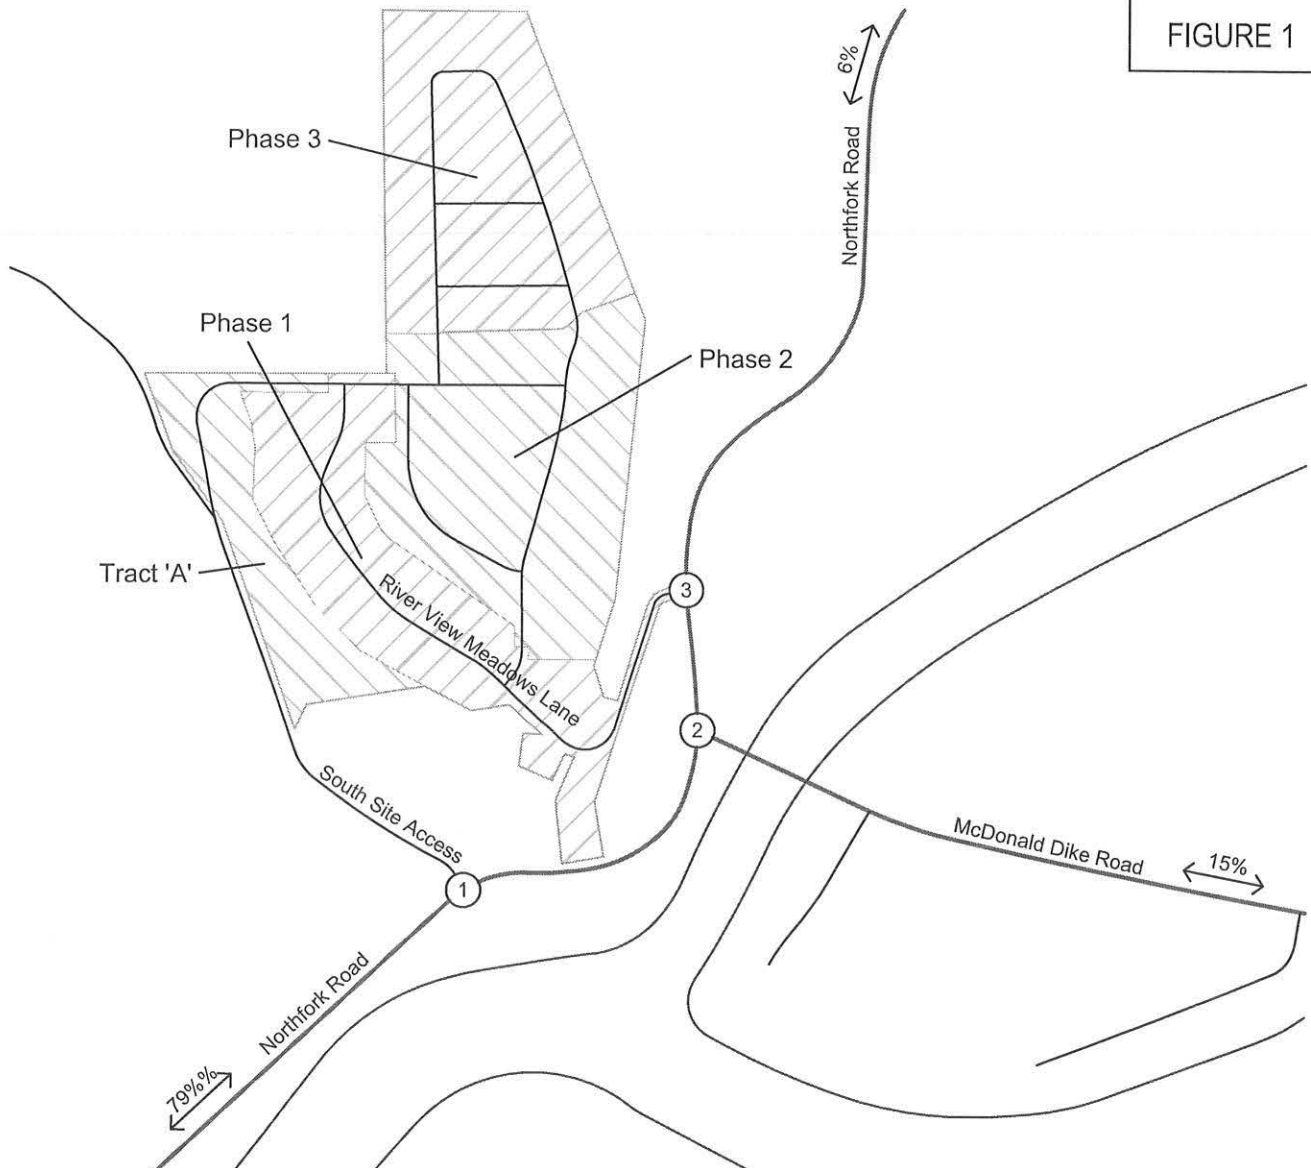 FIGURE 1
6%
Northfork Road
Phase 3
Phase 1
Phase 2
Tract 'A'
River View Meadows Lane
3
2
South Site Access
McDonald Dike Road
15%
1
Northfork Road
79%%